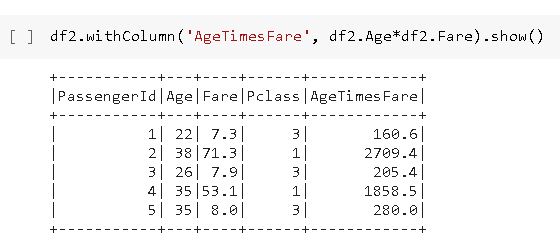 [ ] df2.withColumn('AgeTimesFare', df2.Age*df2.Fare).show()
+-----------+---+----+------+------------+
|PassengerId|Age|Fare|Pclass|AgeTimesFare|
+-----------+---+----+------+------------+
|          1| 22| 7.3|     3|       160.6|
|          2| 38|71.3|     1|      2709.4|
|          3| 26| 7.9|     3|       205.4|
|          4| 35|53.1|     1|      1858.5|
|          5| 35| 8.0|     3|       280.0|
+-----------+---+----+------+------------+